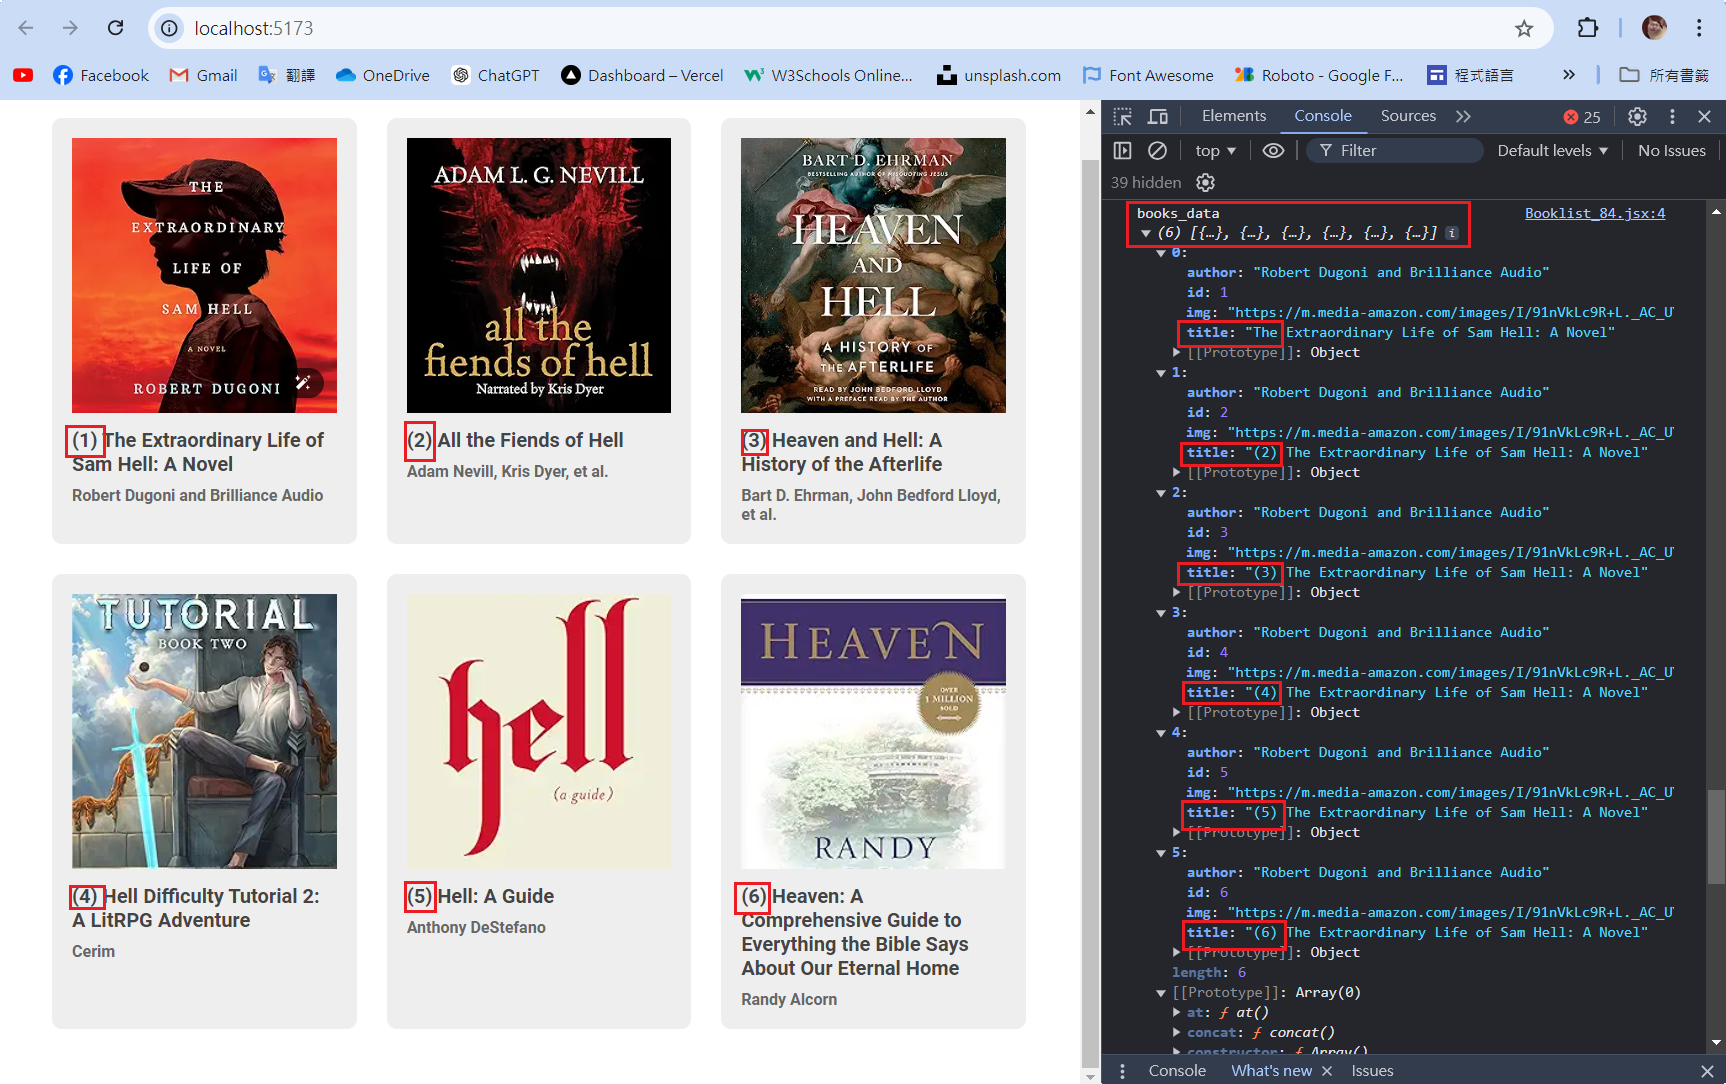 localhost:5173
Facebook
Gmail
翻譯
OneDrive
ChatGPT
Dashboard – Vercel
W3Schools Online...
unsplash.com
Font Awesome
Roboto - Google F...
程式語言
所有書籤
THE
EXTRAORDINARY
LIFE OF
SAM HELL
A NOVEL
ROBERT DUGONI
(1) The Extraordinary Life of
Sam Hell: A Novel
Robert Dugoni and Brilliance Audio
ADAM L. G. NEVILL
all the
fiends of hell
Narrated by Kris Dyer
(2) All the Fiends of Hell
Adam Nevill, Kris Dyer, et al.
BART D. EHRMAN
BESTSELLING AUTHOR OF MISQUOTING JESUS
HEAVEN
AND
HELL
A HISTORY OF
THE AFTERLIFE
READ BY JOHN BEDFORD LLOYD
WITH A PREFACE READ BY THE AUTHOR
(3) Heaven and Hell: A
History of the Afterlife
Bart D. Ehrman, John Bedford Lloyd,
et al.
TUTORIAL
BOOK TWO
(4) Hell Difficulty Tutorial 2:
A LitRPG Adventure
Cerim
hell
(a guide)
(5) Hell: A Guide
Anthony DeStefano
HEAVEN
OVER
1 MILLION
SOLD
RANDY
(6) Heaven: A
Comprehensive Guide to
Everything the Bible Says
About Our Eternal Home
Randy Alcorn
Elements
Console
Sources
25
top
Filter
Default levels
No Issues
39 hidden
books_data
Booklist_84.jsx:4
(6) [{…}, {…}, {…}, {…}, {…}, {…}]
0:
author: "Robert Dugoni and Brilliance Audio"
id: 1
img: "https://m.media-amazon.com/images/I/91nVkLc9R+L._AC_U
title: "The Extraordinary Life of Sam Hell: A Novel"
[[Prototype]]: Object
1:
author: "Robert Dugoni and Brilliance Audio"
id: 2
img: "https://m.media-amazon.com/images/I/91nVkLc9R+L._AC_U
title: "(2) The Extraordinary Life of Sam Hell: A Novel"
[[Prototype]]: Object
2:
author: "Robert Dugoni and Brilliance Audio"
id: 3
img: "https://m.media-amazon.com/images/I/91nVkLc9R+L._AC_U
title: "(3) The Extraordinary Life of Sam Hell: A Novel"
[[Prototype]]: Object
3:
author: "Robert Dugoni and Brilliance Audio"
id: 4
img: "https://m.media-amazon.com/images/I/91nVkLc9R+L._AC_U
title: "(4) The Extraordinary Life of Sam Hell: A Novel"
[[Prototype]]: Object
4:
author: "Robert Dugoni and Brilliance Audio"
id: 5
img: "https://m.media-amazon.com/images/I/91nVkLc9R+L._AC_U
title: "(5) The Extraordinary Life of Sam Hell: A Novel"
[[Prototype]]: Object
5:
author: "Robert Dugoni and Brilliance Audio"
id: 6
img: "https://m.media-amazon.com/images/I/91nVkLc9R+L._AC_U
title: "(6) The Extraordinary Life of Sam Hell: A Novel"
[[Prototype]]: Object
length: 6
[[Prototype]]: Array(0)
at: ƒ at()
concat: ƒ concat()
constructor: ƒ Array()
Console
What's new
Issues